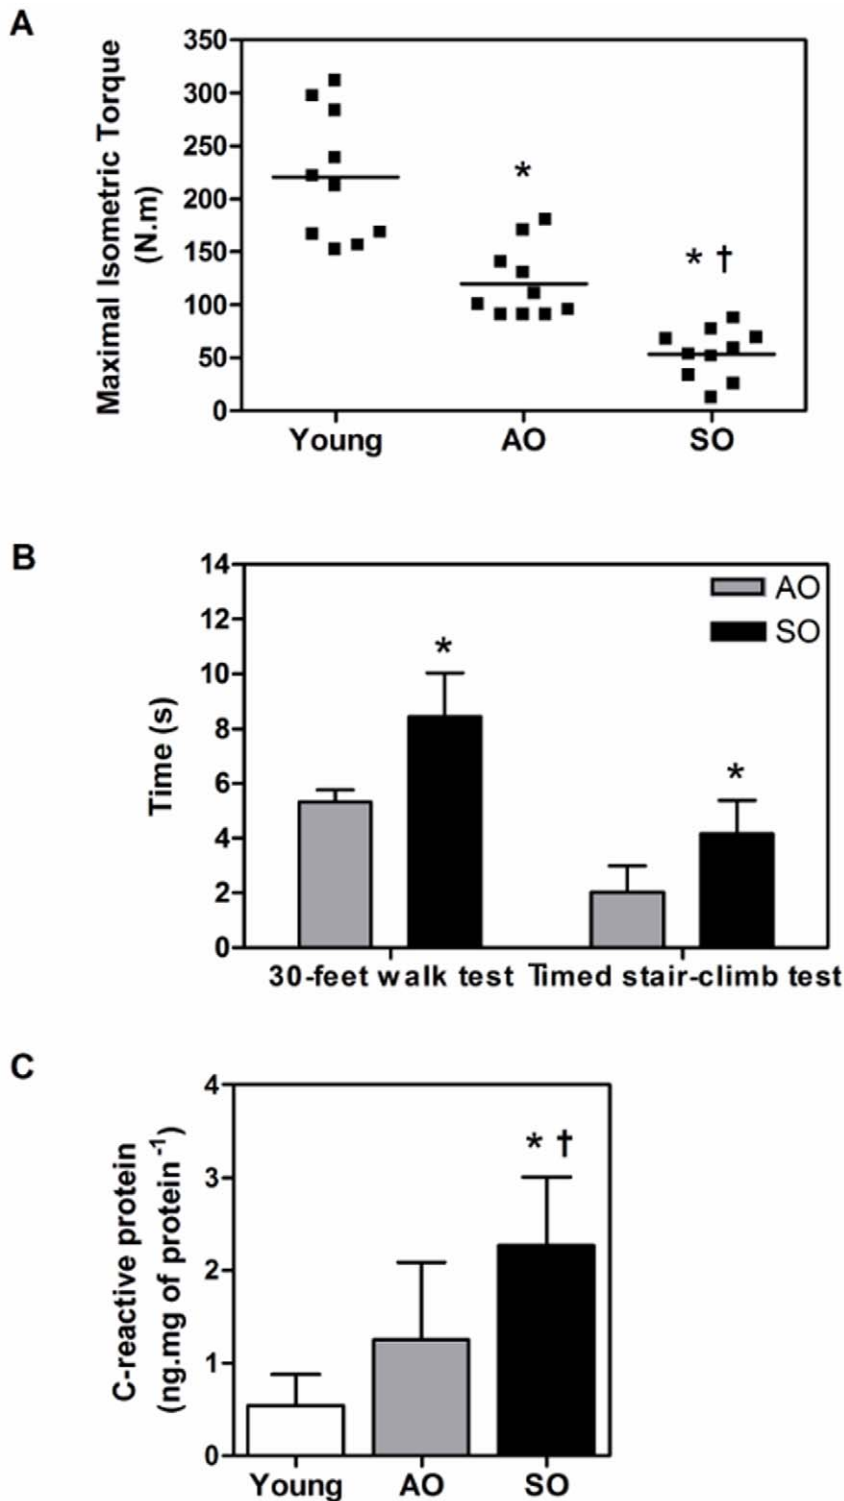 A
Maximal Isometric Torque
(N.m)
350
300
250
200
150
100
50
0
*
* †
Young AO SO
B
Time (s)
14
12
10
8
6
4
2
0
AO
SO
*
*
30-feet walk test Timed stair-climb test
C
C-reactive protein
(ng.mg of protein⁻¹)
4
3
2
1
0
* †
Young AO SO